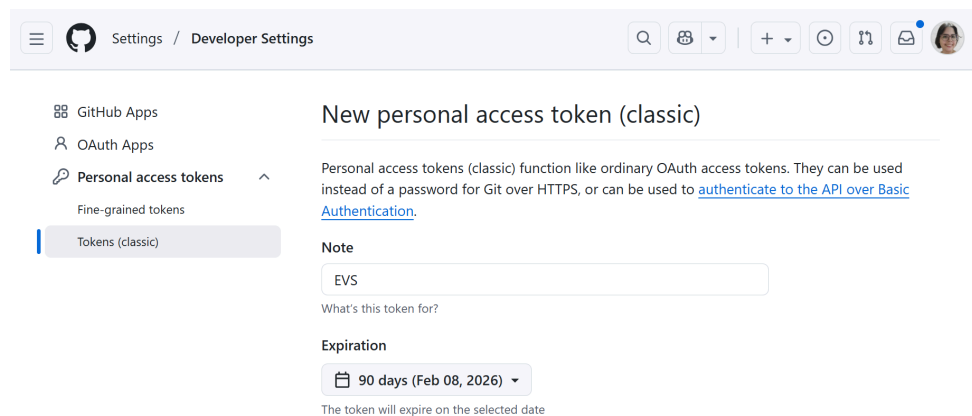 Settings / Developer Settings
GitHub Apps
OAuth Apps
Personal access tokens
Fine-grained tokens
Tokens (classic)
New personal access token (classic)
Personal access tokens (classic) function like ordinary OAuth access tokens. They can be used
instead of a password for Git over HTTPS, or can be used to authenticate to the API over Basic
Authentication.
Note
EVS
What's this token for?
Expiration
90 days (Feb 08, 2026)
The token will expire on the selected date